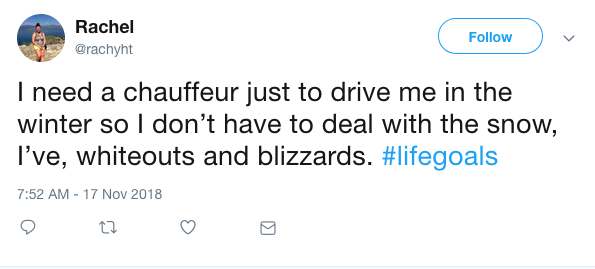 Rachel
@rachyht
Follow
I need a chauffeur just to drive me in the
winter so I don’t have to deal with the snow,
I’ve, whiteouts and blizzards. #lifegoals
7:52 AM - 17 Nov 2018